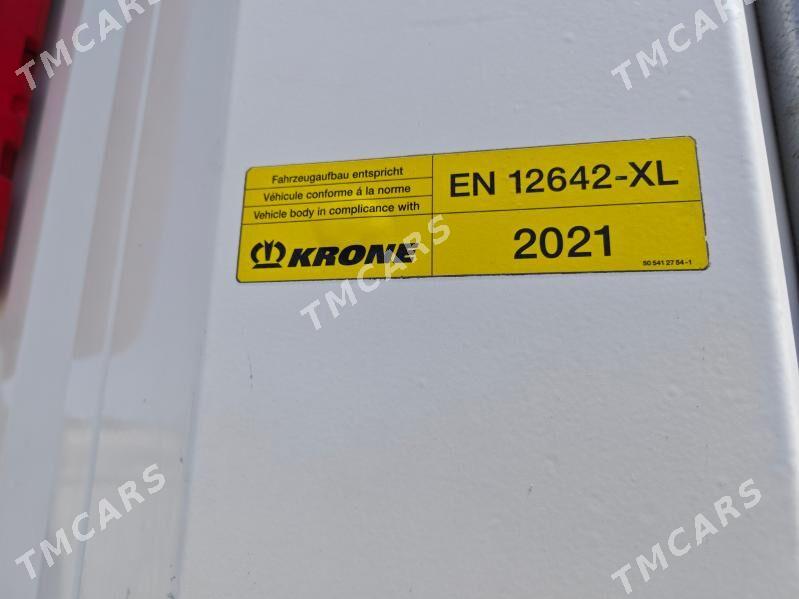 TMCARS
TMCARS
TMCARS
Fahrzeugaufbau entspricht
Véhicule conforme á la norme
Vehicle body in complicance with
EN 12642-XL
KRONE
2021
50 541 27 54-1
TMCARS
TMCARS
TMCARS